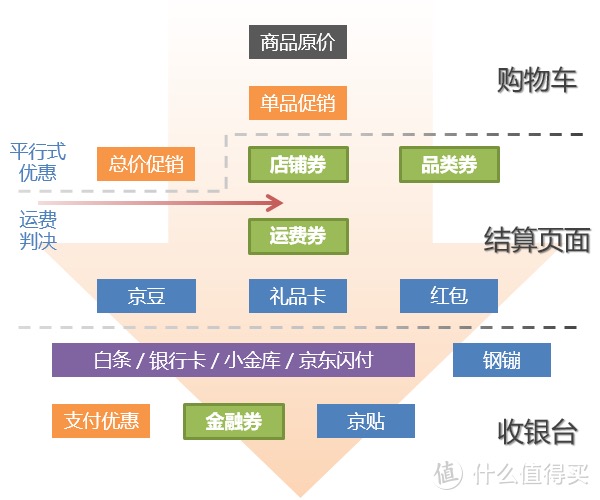 商品原价
购物车
单品促销
平行式
优惠
总价促销
店铺券
品类券
运费
判决
运费券
结算页面
京豆
礼品卡
红包
白条 / 银行卡 / 小金库 / 京东闪付
钢镚
支付优惠
金融券
京贴
收银台
值 什么值得买